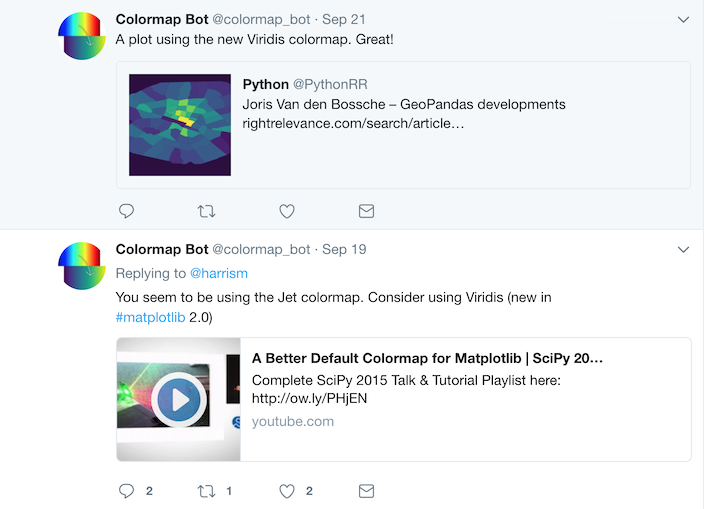 Colormap Bot @colormap_bot · Sep 21
A plot using the new Viridis colormap. Great!
Python @PythonRR
Joris Van den Bossche – GeoPandas developments
rightrelevance.com/search/article…
Colormap Bot @colormap_bot · Sep 19
Replying to @harrism
You seem to be using the Jet colormap. Consider using Viridis (new in
#matplotlib 2.0)
A Better Default Colormap for Matplotlib | SciPy 20…
Complete SciPy 2015 Talk & Tutorial Playlist here:
http://ow.ly/PHjEN
youtube.com
2 1 2